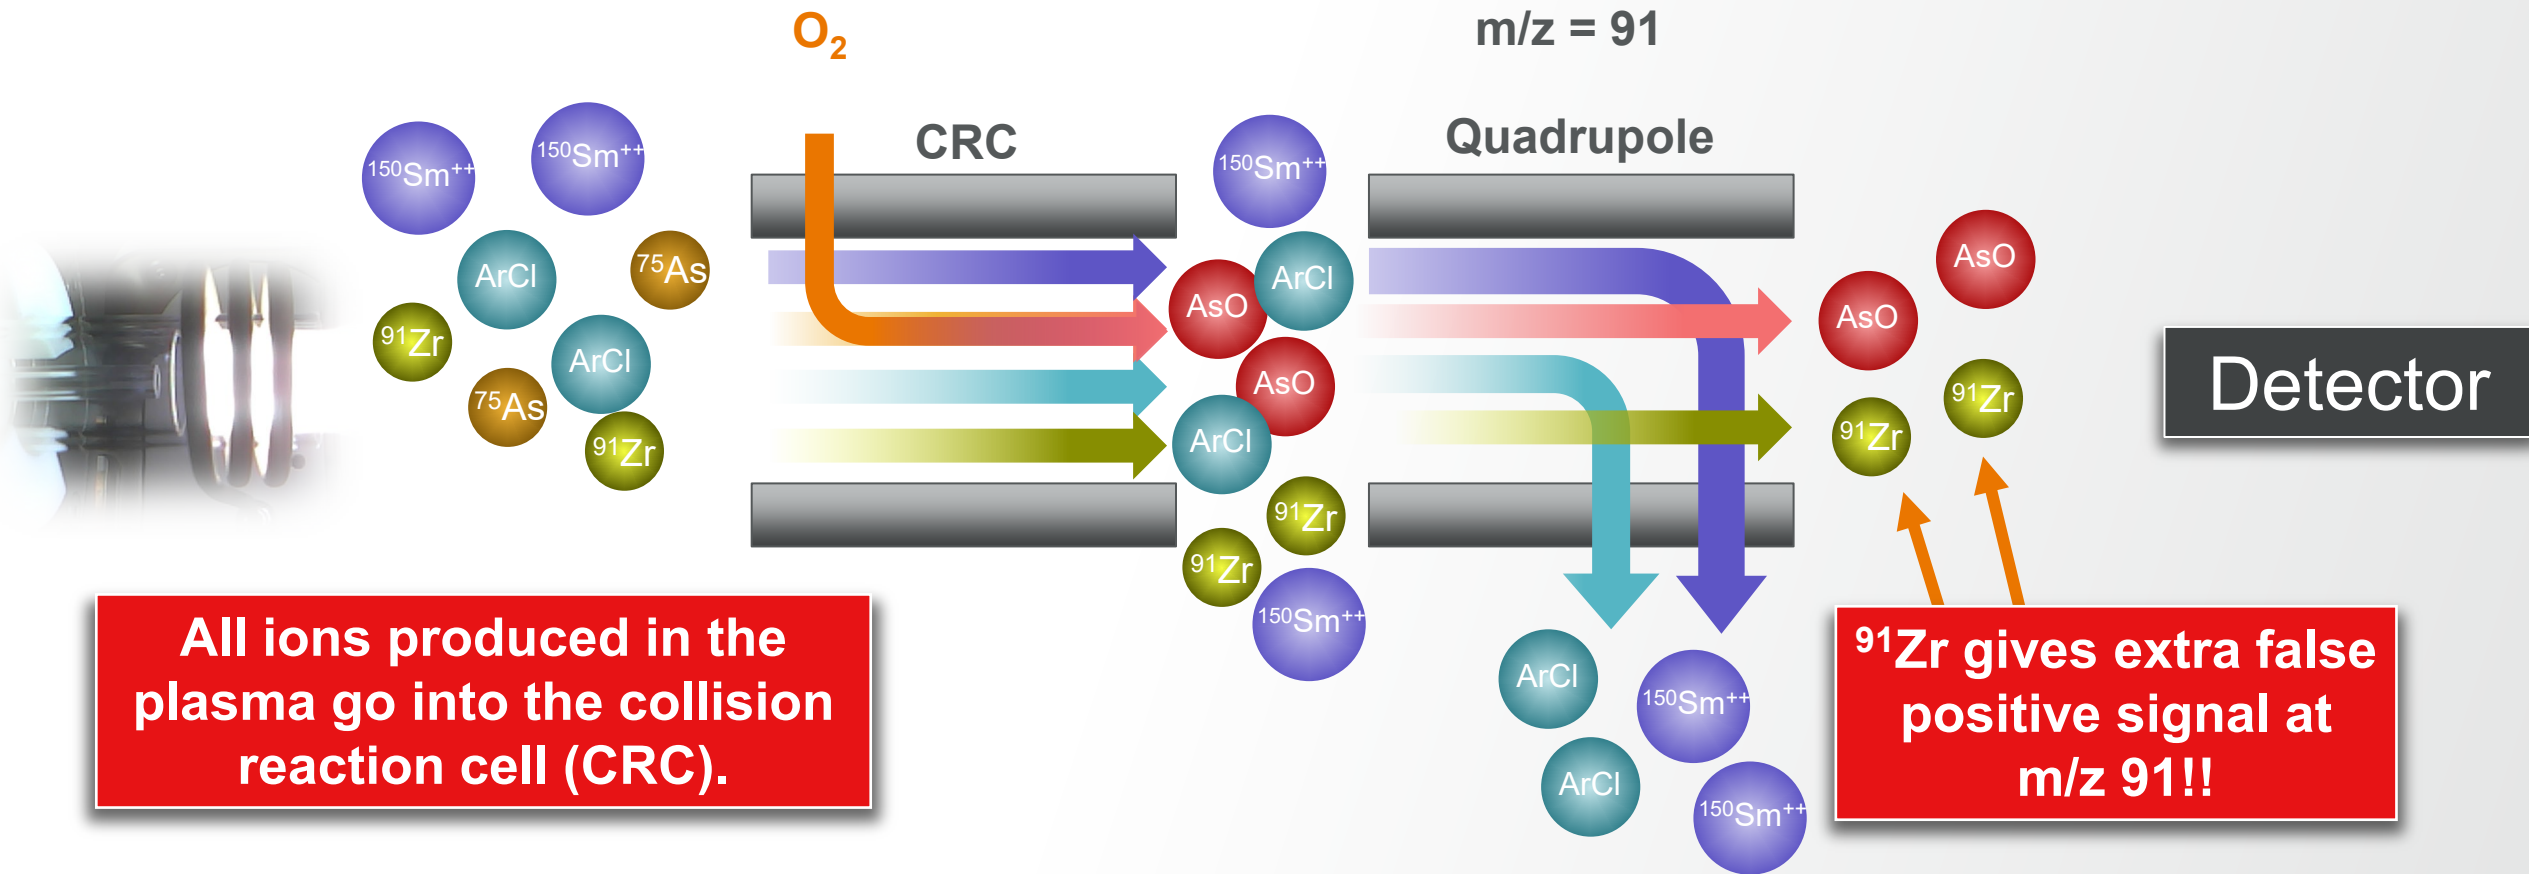 O₂
m/z = 91
CRC
Quadrupole
¹⁵⁰Sm⁺⁺
¹⁵⁰Sm⁺⁺
ArCl
⁷⁵As
⁹¹Zr
ArCl
⁷⁵As
⁹¹Zr
¹⁵⁰Sm⁺⁺
ArCl
AsO
AsO
ArCl
⁹¹Zr
⁹¹Zr
¹⁵⁰Sm⁺⁺
AsO
AsO
⁹¹Zr
⁹¹Zr
Detector
ArCl
¹⁵⁰Sm⁺⁺
ArCl
¹⁵⁰Sm⁺⁺
All ions produced in the
plasma go into the collision
reaction cell (CRC).
⁹¹Zr gives extra false
positive signal at
m/z 91!!